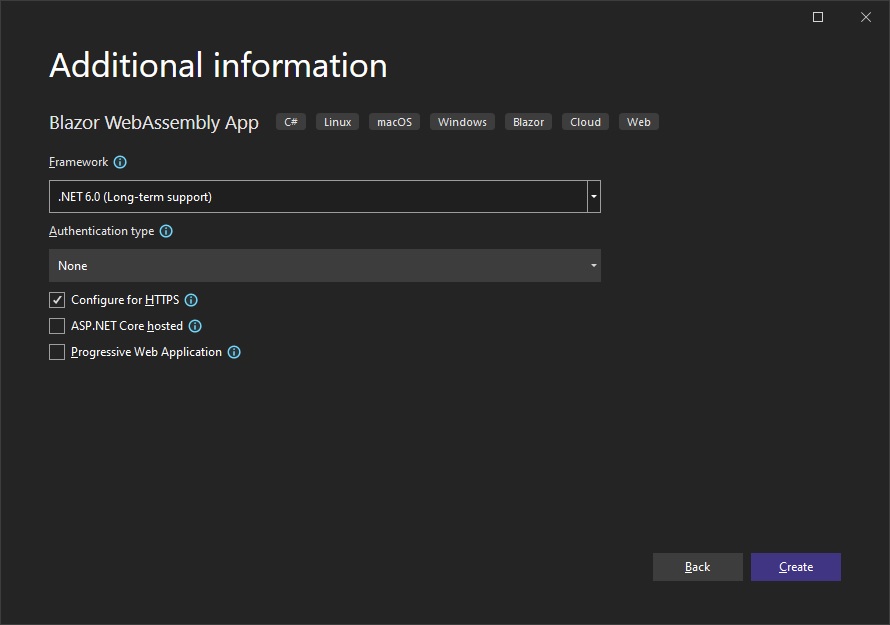 Additional information
Blazor WebAssembly App C# Linux macOS Windows Blazor Cloud Web
Framework
.NET 6.0 (Long-term support)
Authentication type
None
Configure for HTTPS
ASP.NET Core hosted
Progressive Web Application
Back Create